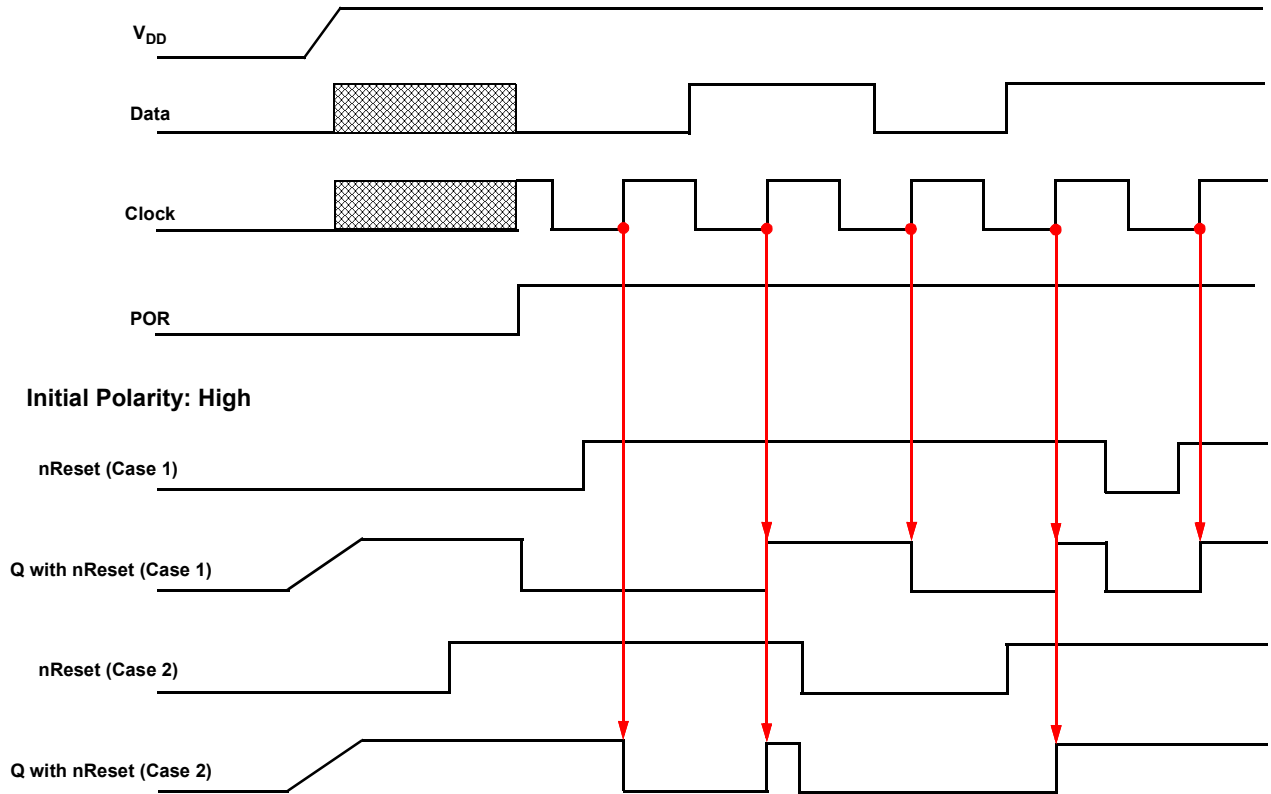 VDD
Data
Clock
POR
Initial Polarity: High
nReset (Case 1)
Q with nReset (Case 1)
nReset (Case 2)
Q with nReset (Case 2)